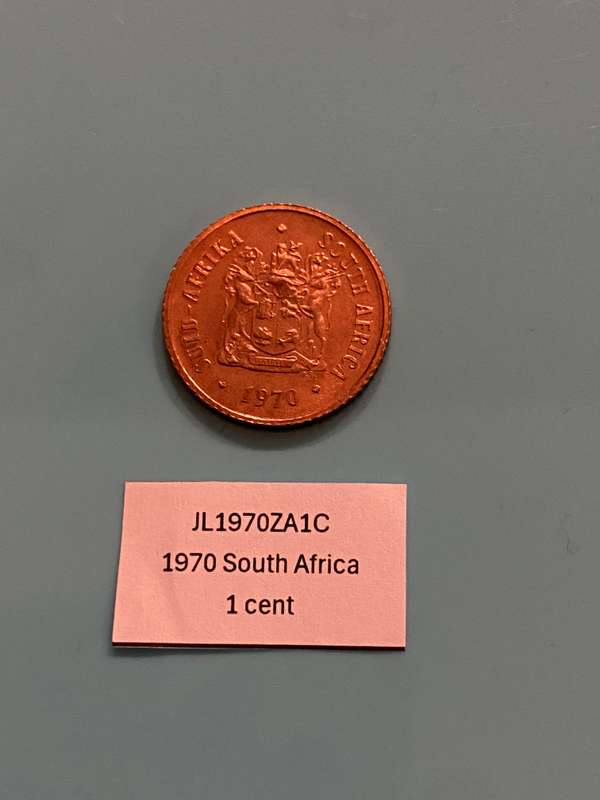 SUID-AFRIKA
SOUTH AFRICA
1970
JL1970ZA1C
1970 South Africa
1 cent